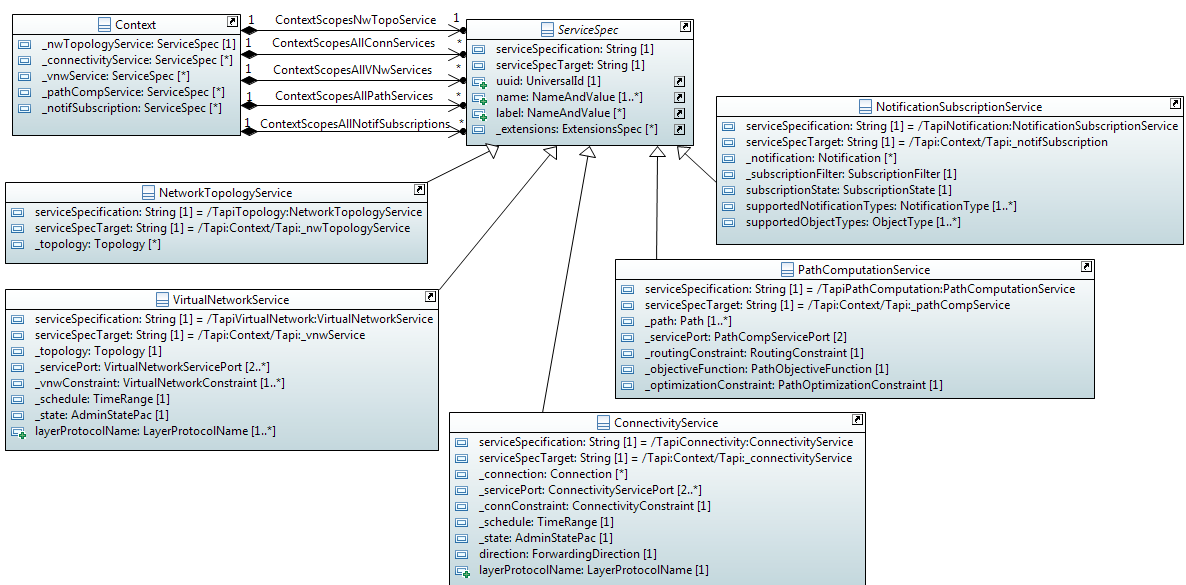 Context
_nwTopologyService: ServiceSpec [1]
_connectivityService: ServiceSpec [*]
_vnwService: ServiceSpec [*]
_pathCompService: ServiceSpec [*]
_notifSubscription: ServiceSpec [*]
1 ContextScopesNwTopoService 1
1 ContextScopesAllConnServices *
1 ContextScopesAllVNwServices *
1 ContextScopesAllPathServices *
1 ContextScopesAllNotifSubscriptions *
ServiceSpec
serviceSpecification: String [1]
serviceSpecTarget: String [1]
uuid: UniversalId [1]
name: NameAndValue [1..*]
label: NameAndValue [*]
_extensions: ExtensionsSpec [*]
NotificationSubscriptionService
serviceSpecification: String [1] = /TapiNotification:NotificationSubscriptionService
serviceSpecTarget: String [1] = /Tapi:Context/Tapi:_notifSubscription
_notification: Notification [*]
_subscriptionFilter: SubscriptionFilter [1]
subscriptionState: SubscriptionState [1]
supportedNotificationTypes: NotificationType [1..*]
supportedObjectTypes: ObjectType [1..*]
NetworkTopologyService
serviceSpecification: String [1] = /TapiTopology:NetworkTopologyService
serviceSpecTarget: String [1] = /Tapi:Context/Tapi:_nwTopologyService
_topology: Topology [*]
PathComputationService
serviceSpecification: String [1] = /TapiPathComputation:PathComputationService
serviceSpecTarget: String [1] = /Tapi:Context/Tapi:_pathCompService
_path: Path [1..*]
_servicePort: PathCompServicePort [2]
_routingConstraint: RoutingConstraint [1]
_objectiveFunction: PathObjectiveFunction [1]
_optimizationConstraint: PathOptimizationConstraint [1]
VirtualNetworkService
serviceSpecification: String [1] = /TapiVirtualNetwork:VirtualNetworkService
serviceSpecTarget: String [1] = /Tapi:Context/Tapi:_vnwService
_topology: Topology [1]
_servicePort: VirtualNetworkServicePort [2..*]
_vnwConstraint: VirtualNetworkConstraint [1..*]
_schedule: TimeRange [1]
_state: AdminStatePac [1]
layerProtocolName: LayerProtocolName [1..*]
ConnectivityService
serviceSpecification: String [1] = /TapiConnectivity:ConnectivityService
serviceSpecTarget: String [1] = /Tapi:Context/Tapi:_connectivityService
_connection: Connection [*]
_servicePort: ConnectivityServicePort [2..*]
_connConstraint: ConnectivityConstraint [1]
_schedule: TimeRange [1]
_state: AdminStatePac [1]
direction: ForwardingDirection [1]
layerProtocolName: LayerProtocolName [1]